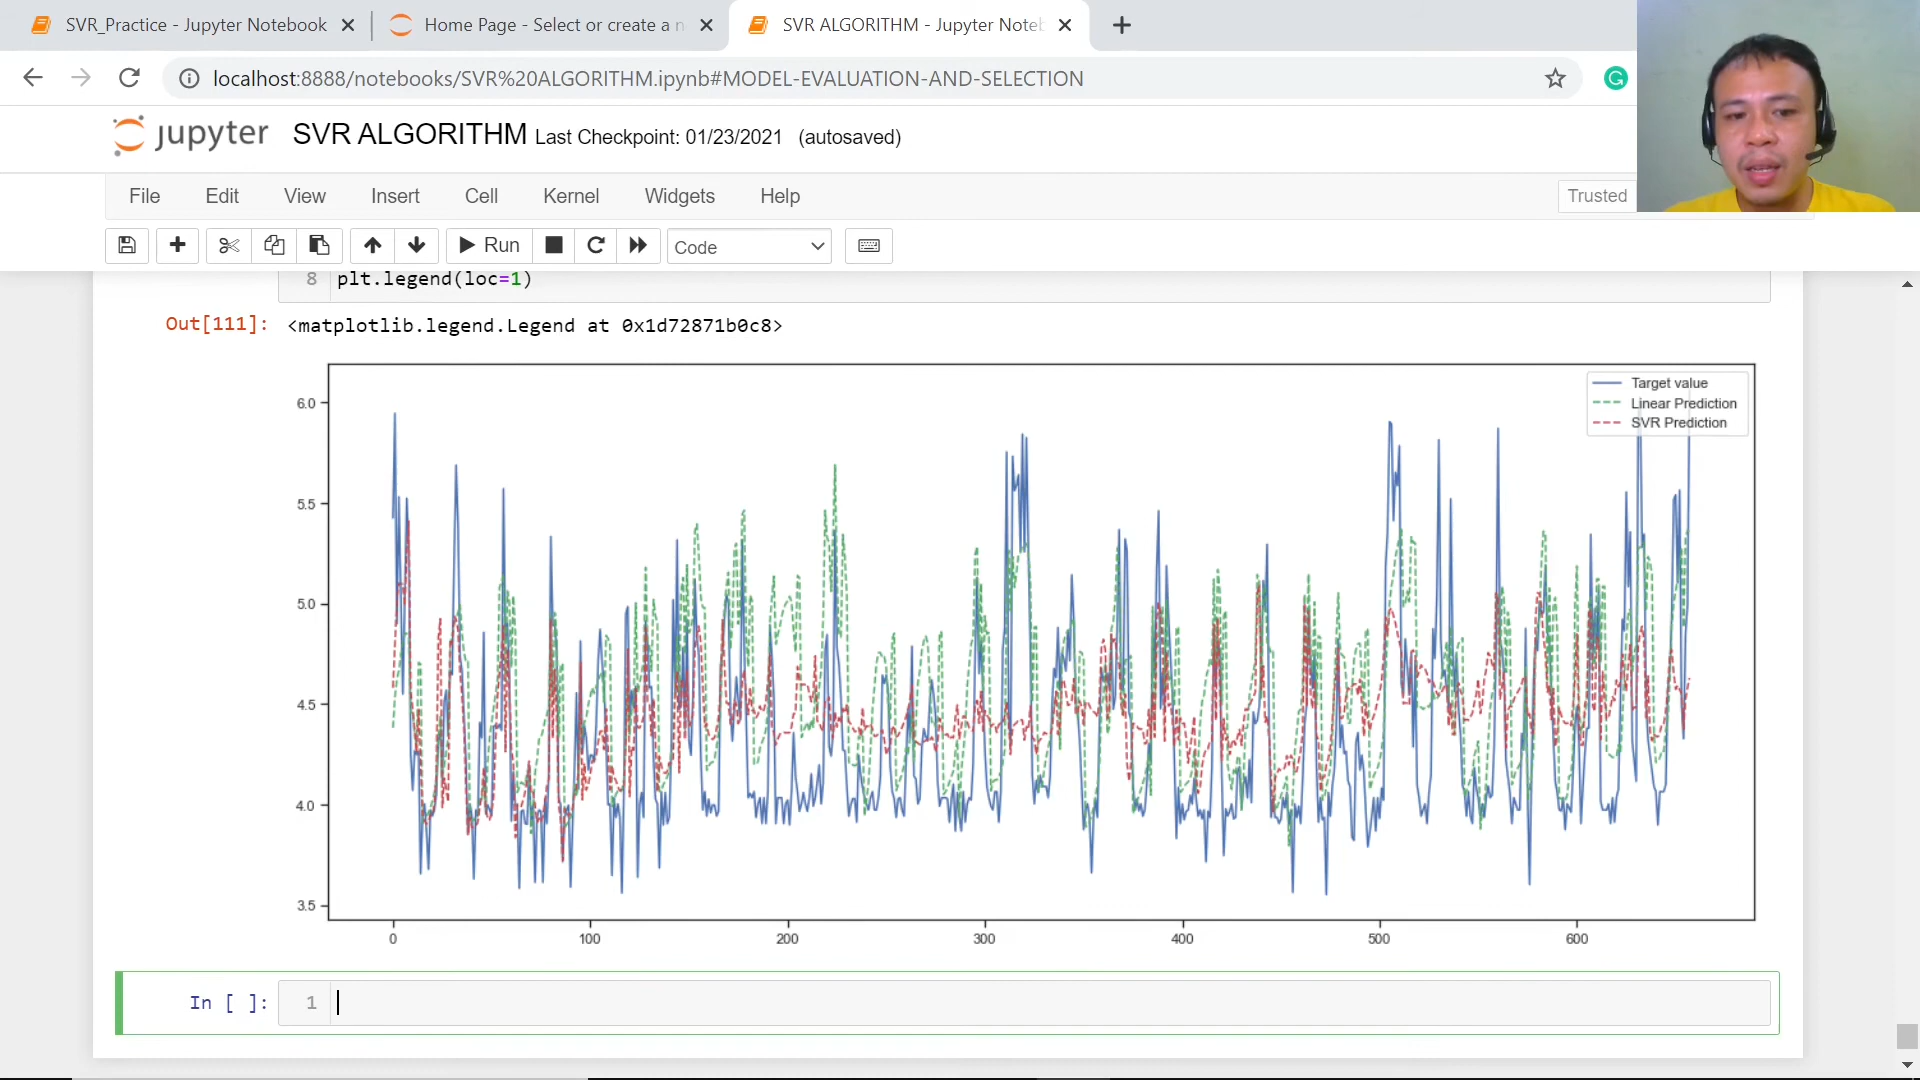 SVR_Practice - Jupyter Notebook
Home Page - Select or create a n
SVR ALGORITHM - Jupyter Noteb
localhost:8888/notebooks/SVR%20ALGORITHM.ipynb#MODEL-EVALUATION-AND-SELECTION
jupyter SVR ALGORITHM Last Checkpoint: 01/23/2021 (autosaved)
File Edit View Insert Cell Kernel Widgets Help Trusted
Run Code
8 plt.legend(loc=1)
Out[111]: <matplotlib.legend.Legend at 0x1d72871b0c8>
Target value
Linear Prediction
SVR Prediction
6.0
5.5
5.0
4.5
4.0
3.5
0 100 200 300 400 500 600
In [ ]: 1